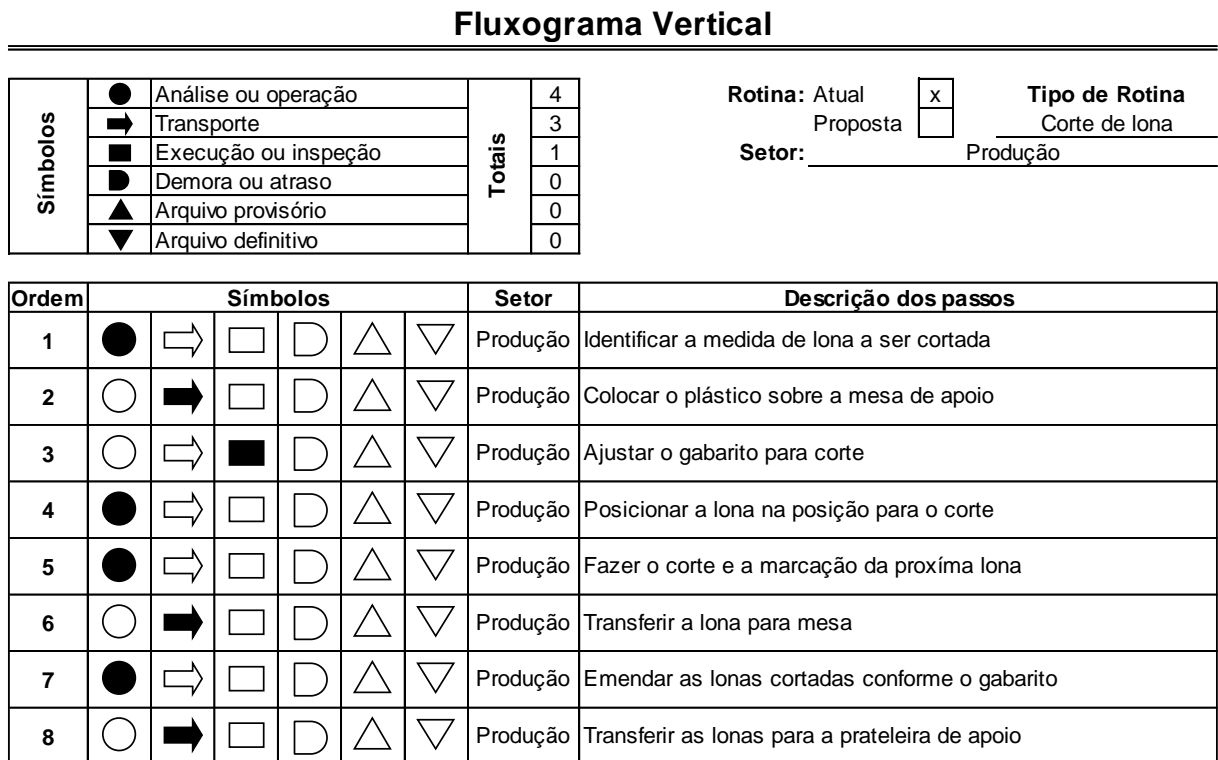 Fluxograma Vertical
Símbolos
Análise ou operação 4
Transporte 3
Execução ou inspeção 1
Demora ou atraso 0
Arquivo provisório 0
Arquivo definitivo 0
Totais
Rotina: Atual x Tipo de Rotina
Proposta Corte de lona
Setor: Produção
Ordem Símbolos Setor Descrição dos passos
1 Produção Identificar a medida de lona a ser cortada
2 Produção Colocar o plástico sobre a mesa de apoio
3 Produção Ajustar o gabarito para corte
4 Produção Posicionar a lona na posição para o corte
5 Produção Fazer o corte e a marcação da proxíma lona
6 Produção Transferir a lona para mesa
7 Produção Emendar as lonas cortadas conforme o gabarito
8 Produção Transferir as lonas para a prateleira de apoio